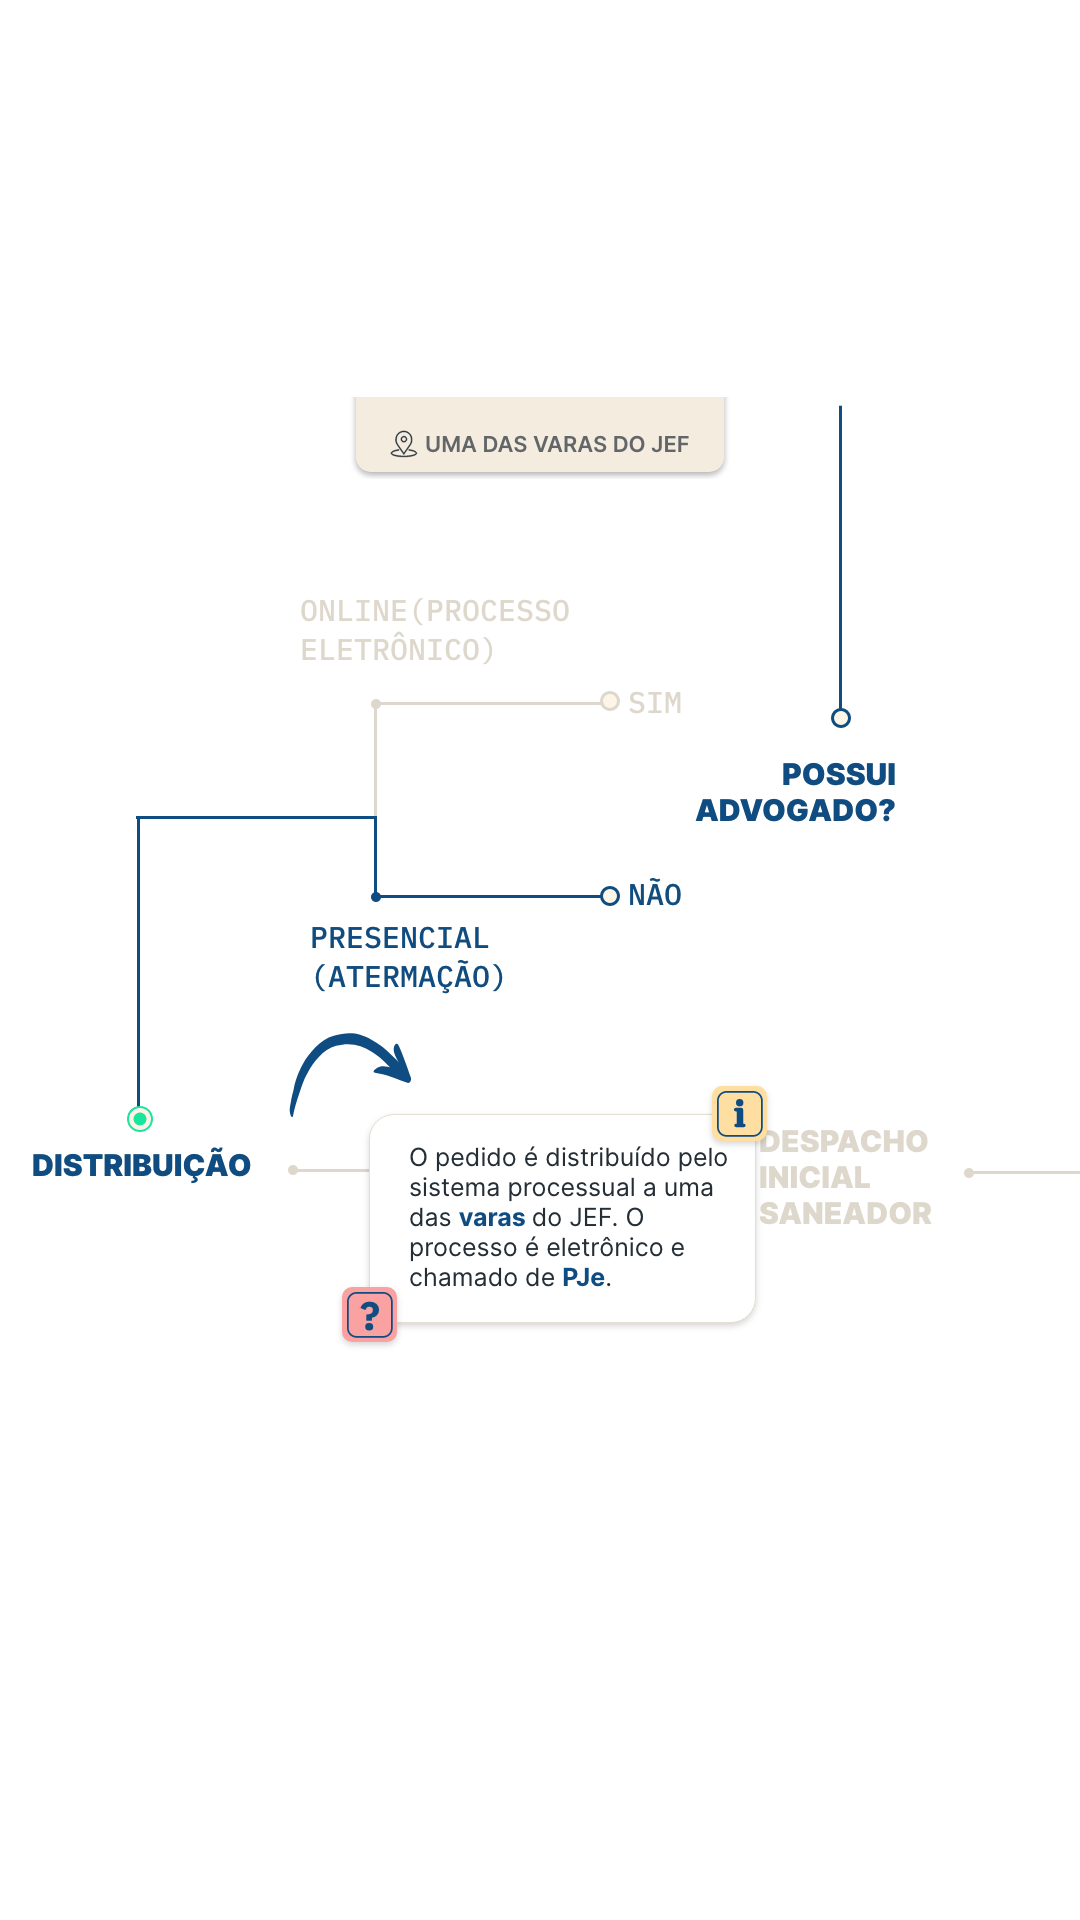 UMA DAS VARAS DO JEF
ONLINE(PROCESSO
ELETRÔNICO)
SIM
POSSUI
ADVOGADO?
NÃO
PRESENCIAL
(ATERMAÇÃO)
DISTRIBUIÇÃO
i
O pedido é distribuído pelo
sistema processual a uma
das varas do JEF. O
processo é eletrônico e
chamado de PJe.
?
DESPACHO
INICIAL
SANEADOR